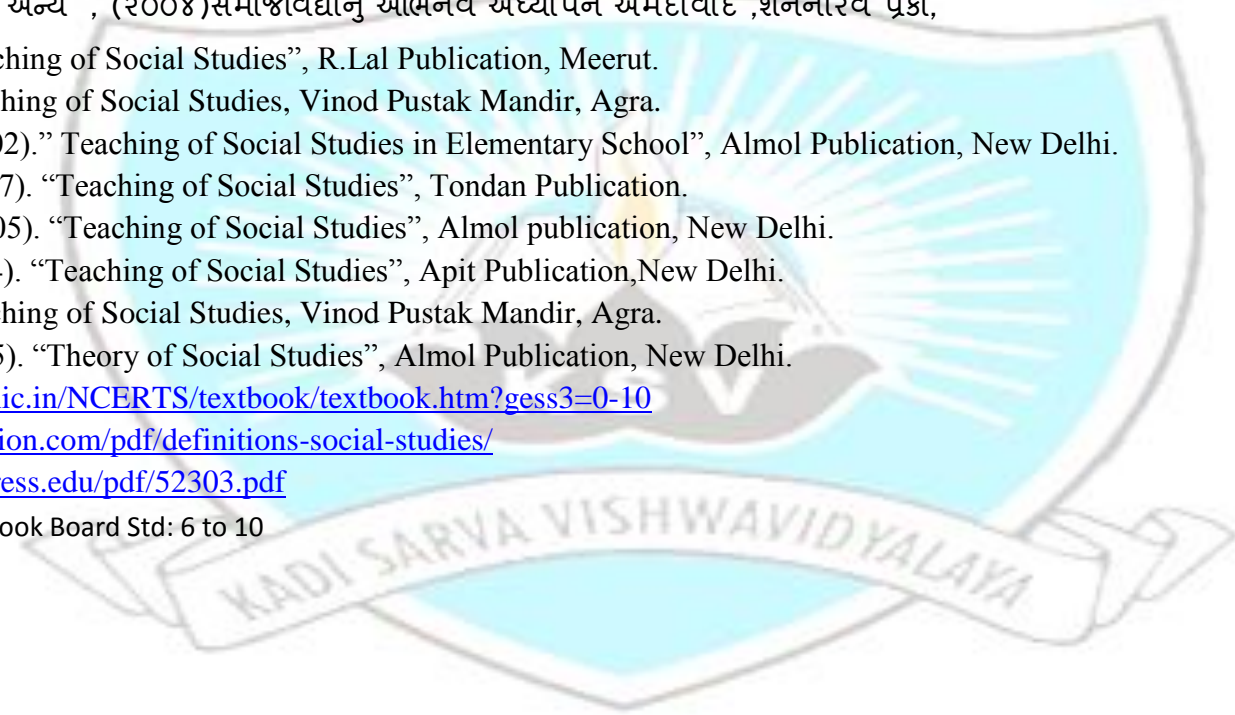 અન્ય , (૨૦૦૪)સમાજવિદ્યાનું અભિનવ અધ્યાપન અમદાવાદ ,
ching of Social Studies”, R.Lal Publication, Meerut.
hing of Social Studies, Vinod Pustak Mandir, Agra.
02).” Teaching of Social Studies in Elementary School”, Almol Publication, New Delhi.
7). “Teaching of Social Studies”, Tondan Publication.
05). “Teaching of Social Studies”, Almol publication, New Delhi.
). “Teaching of Social Studies”, Apit Publication,New Delhi.
hing of Social Studies, Vinod Pustak Mandir, Agra.
5). “Theory of Social Studies”, Almol Publication, New Delhi.
ic.in/NCERTS/textbook/textbook.htm?gess3=0-10
ion.com/pdf/definitions-social-studies/
ress.edu/pdf/52303.pdf
ook Board Std: 6 to 10
KADI SARVA VISHWAVIDYALAYA